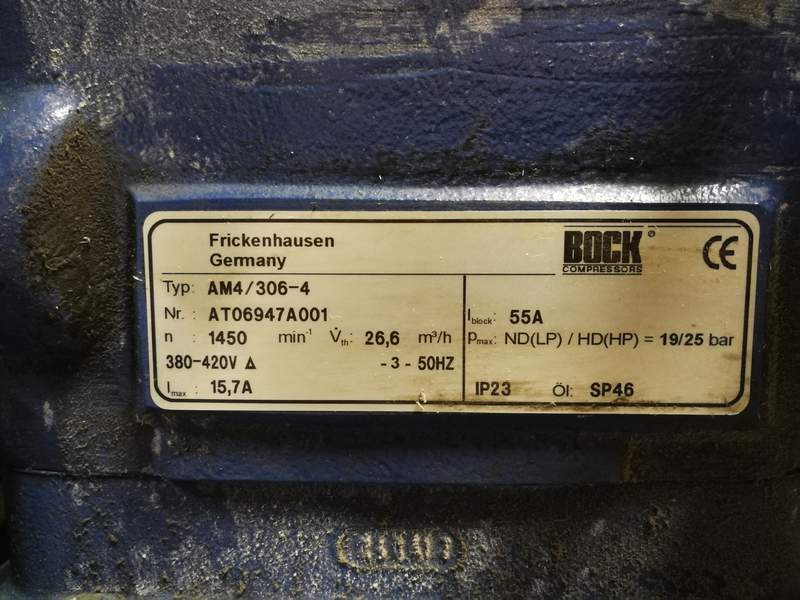 Frickenhausen
Germany
BOCK ®
COMPRESSORS
CE
Typ: AM4/306-4
Nr. : AT06947A001
n : 1450 min⁻¹ V̇th: 26,6 m³/h
380-420V Δ -3- 50HZ
Imax : 15,7A
Iblock: 55A
pmax: ND(LP) / HD(HP) = 19/25 bar
IP23 Öl: SP46